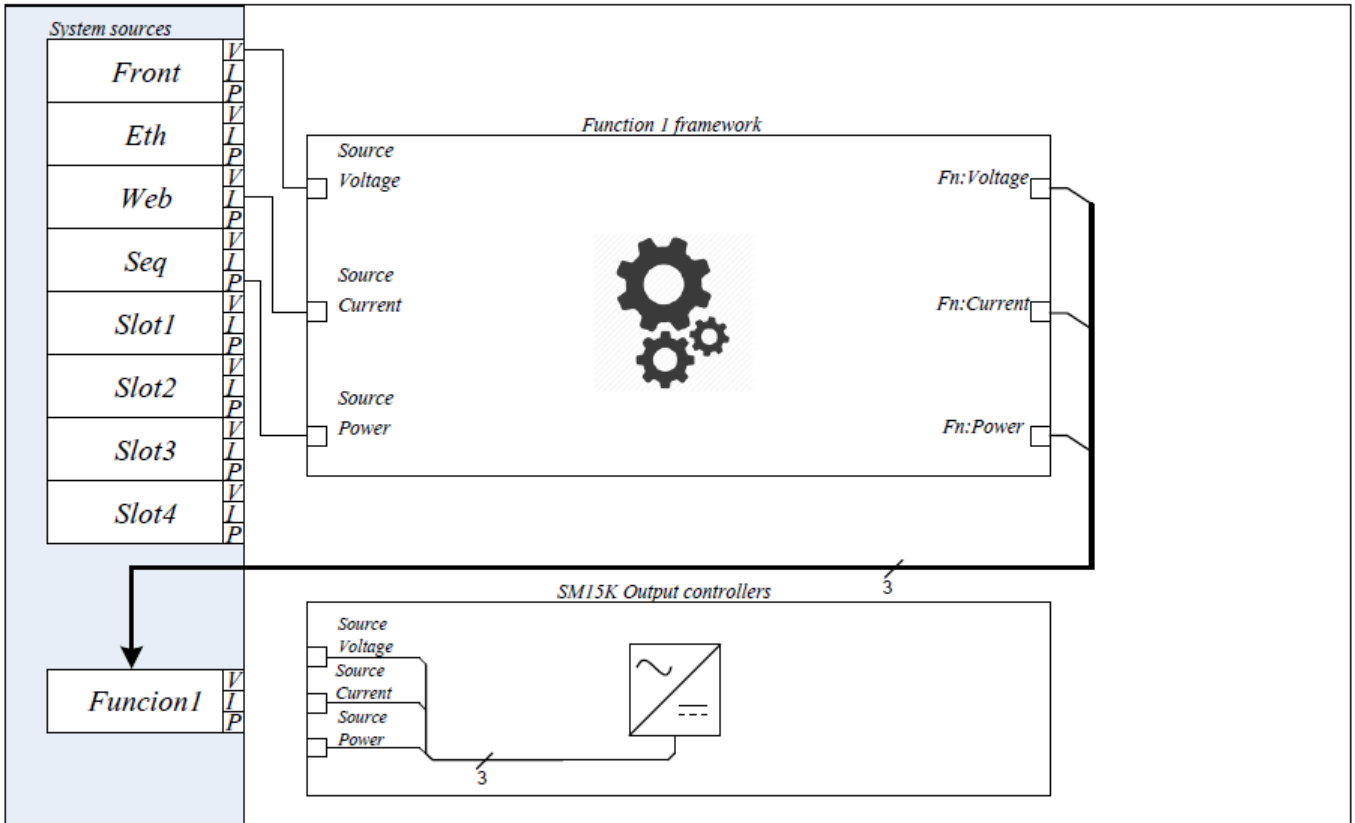 System sources
Front
V
I
P
Eth
V
I
P
Web
V
I
P
Seq
V
I
P
Slot1
V
I
P
Slot2
V
I
P
Slot3
V
I
P
Slot4
V
I
P
Funcion1
V
I
P
Function 1 framework
Source
Voltage
Source
Current
Source
Power
Fn:Voltage
Fn:Current
Fn:Power
3
SM15K Output controllers
Source
Voltage
Source
Current
Source
Power
3